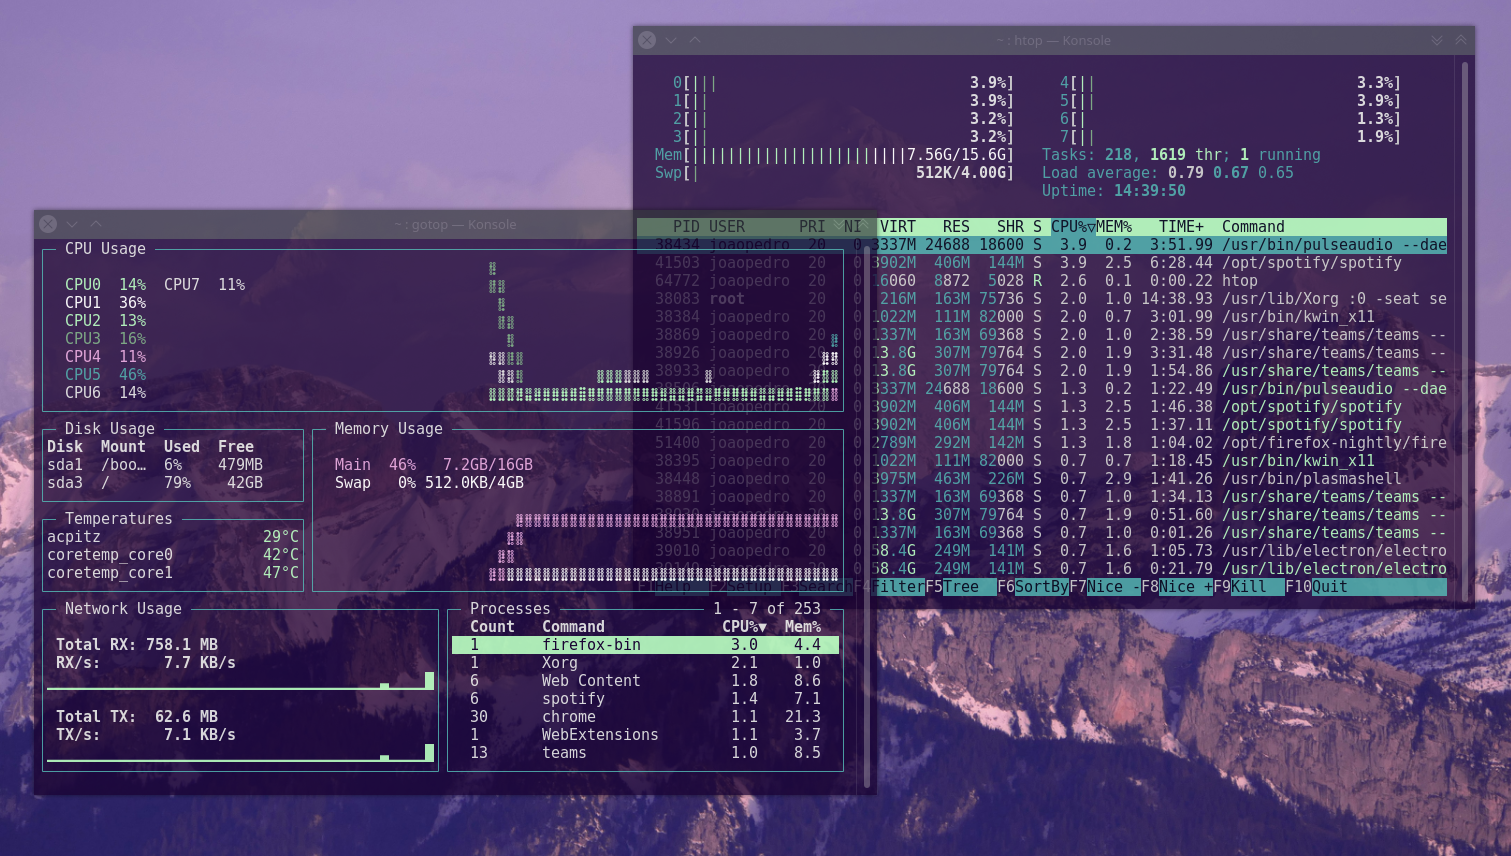 ~ : htop — Konsole
0[||| 3.9%]
1[|| 3.9%]
2[|| 3.2%]
3[|| 3.2%]
4[|| 3.3%]
5[|| 3.9%]
6[| 1.3%]
7[|| 1.9%]
Mem[||||||||||||||||||||||||7.56G/15.6G]
Swp[| 512K/4.00G]
Tasks: 218, 1619 thr; 1 running
Load average: 0.79 0.67 0.65
Uptime: 14:39:50
PID USER PRI NI VIRT RES SHR S CPU%▽MEM% TIME+ Command
38434 joaopedro 20 0 3337M 24688 18600 S 3.9 0.2 3:51.99 /usr/bin/pulseaudio --dae
41503 joaopedro 20 0 3902M 406M 144M S 3.9 2.5 6:28.44 /opt/spotify/spotify
64772 joaopedro 20 0 16060 8872 5028 R 2.6 0.1 0:00.22 htop
38083 root 20 0 216M 163M 75736 S 2.0 1.0 14:38.93 /usr/lib/Xorg :0 -seat se
38384 joaopedro 20 0 1022M 111M 82000 S 2.0 0.7 3:01.99 /usr/bin/kwin_x11
38869 joaopedro 20 0 1337M 163M 69368 S 2.0 1.0 2:38.59 /usr/share/teams/teams --
38926 joaopedro 20 0 13.8G 307M 79764 S 2.0 1.9 3:31.48 /usr/share/teams/teams --
38933 joaopedro 20 0 13.8G 307M 79764 S 2.0 1.9 1:54.86 /usr/share/teams/teams --
joaopedro 20 0 3337M 24688 18600 S 1.3 0.2 1:22.49 /usr/bin/pulseaudio --dae
41531 joaopedro 20 0 3902M 406M 144M S 1.3 2.5 1:46.38 /opt/spotify/spotify
41596 joaopedro 20 0 3902M 406M 144M S 1.3 2.5 1:37.11 /opt/spotify/spotify
51400 joaopedro 20 0 2789M 292M 142M S 1.3 1.8 1:04.02 /opt/firefox-nightly/fire
38395 joaopedro 20 0 1022M 111M 82000 S 0.7 0.7 1:18.45 /usr/bin/kwin_x11
38448 joaopedro 20 0 3975M 463M 226M S 0.7 2.9 1:41.26 /usr/bin/plasmashell
38891 joaopedro 20 0 1337M 163M 69368 S 0.7 1.0 1:34.13 /usr/share/teams/teams --
joaopedro 20 0 13.8G 307M 79764 S 0.7 1.9 0:51.60 /usr/share/teams/teams --
38951 joaopedro 20 0 1337M 163M 69368 S 0.7 1.0 0:01.26 /usr/share/teams/teams --
39010 joaopedro 20 0 58.4G 249M 141M S 0.7 1.6 1:05.73 /usr/lib/electron/electro
joaopedro 20 0 58.4G 249M 141M S 0.7 1.6 0:21.79 /usr/lib/electron/electro
F1Help F2Setup F3SearchF4FilterF5Tree F6SortByF7Nice -F8Nice +F9Kill F10Quit
~ : gotop — Konsole
CPU Usage
CPU0 14% CPU7 11%
CPU1 36%
CPU2 13%
CPU3 16%
CPU4 11%
CPU5 46%
CPU6 14%
Disk Usage
Disk Mount Used Free
sda1 /boo… 6% 479MB
sda3 / 79% 42GB
Memory Usage
Main 46% 7.2GB/16GB
Swap 0% 512.0KB/4GB
Temperatures
acpitz 29°C
coretemp_core0 42°C
coretemp_core1 47°C
Network Usage
Total RX: 758.1 MB
RX/s: 7.7 KB/s
Total TX: 62.6 MB
TX/s: 7.1 KB/s
Processes 1 - 7 of 253
Count Command CPU%▼ Mem%
1 firefox-bin 3.0 4.4
1 Xorg 2.1 1.0
6 Web Content 1.8 8.6
6 spotify 1.4 7.1
30 chrome 1.1 21.3
1 WebExtensions 1.1 3.7
13 teams 1.0 8.5